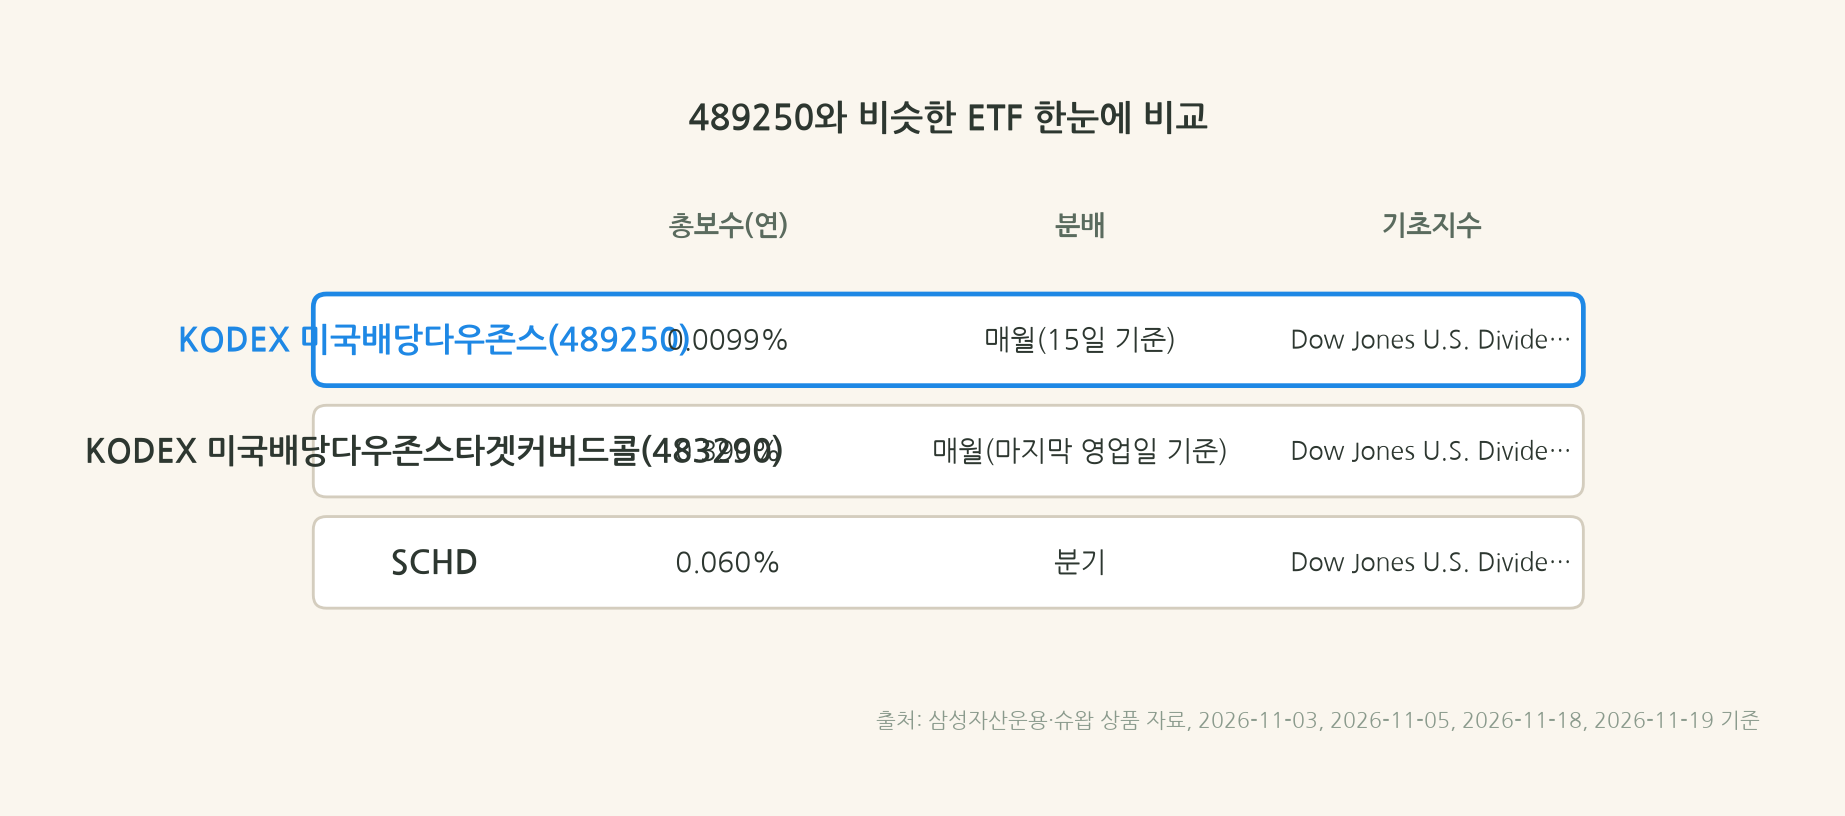 489250와 비슷한 ETF 한눈에 비교
총보수(연) 분배 기초지수
KODEX 미국배당다우존스(489250) 0.0099% 매월(15일 기준) Dow Jones U.S. Divide…
KODEX 미국배당다우존스타겟커버드콜(483290) 매월(마지막 영업일 기준) Dow Jones U.S. Divide…
SCHD 0.060% 분기 Dow Jones U.S. Divide…
출처: 삼성자산운용·슈왑 상품 자료, 2026-11-03, 2026-11-05, 2026-11-18, 2026-11-19 기준